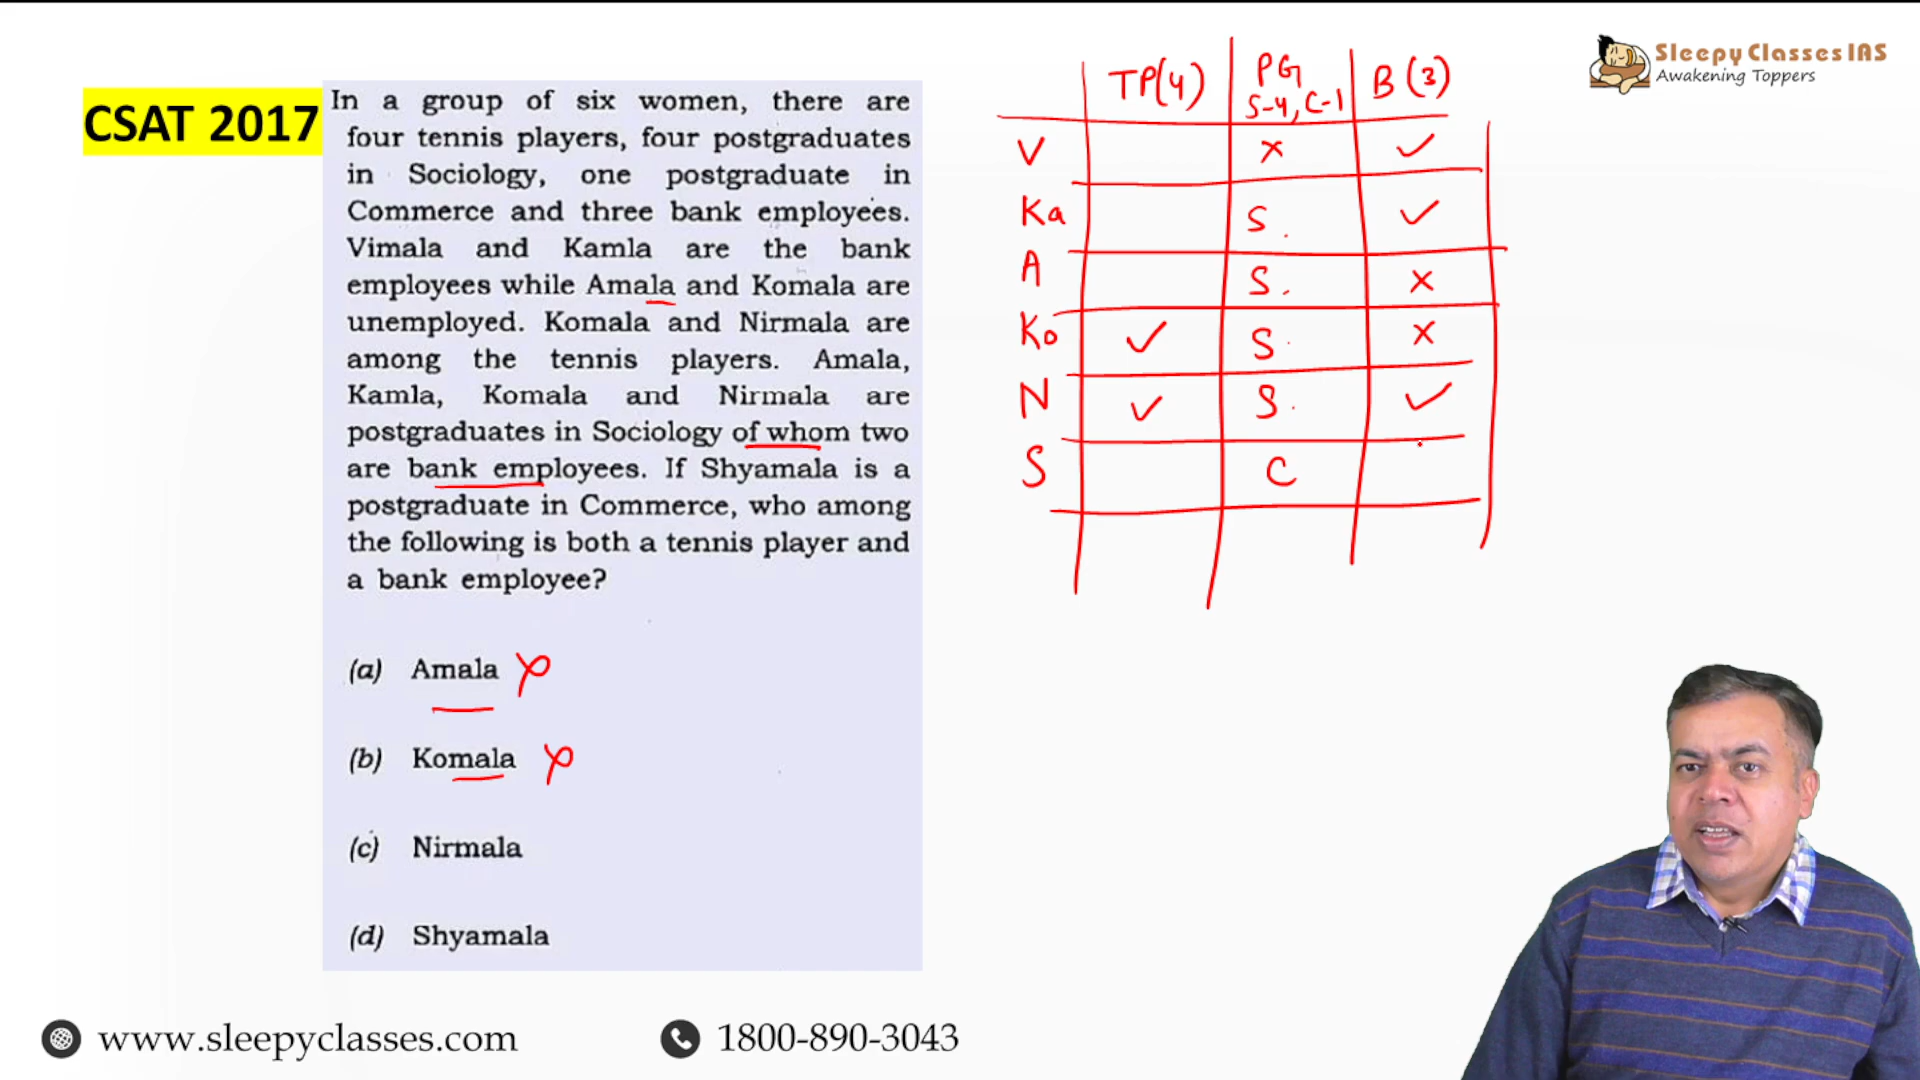 Sleepy Classes IAS
Awakening Toppers
CSAT 2017
In a group of six women, there are
four tennis players, four postgraduates
in Sociology, one postgraduate in
Commerce and three bank employees.
Vimala and Kamla are the bank
employees while Amala and Komala are
unemployed. Komala and Nirmala are
among the tennis players. Amala,
Kamla, Komala and Nirmala are
postgraduates in Sociology of whom two
are bank employees. If Shyamala is a
postgraduate in Commerce, who among
the following is both a tennis player and
a bank employee?
(a) Amala
(b) Komala
(c) Nirmala
(d) Shyamala
TP(4) PG B(3)
S-4, C-1
V x ✓
Ka S. ✓
A S. x
Ko ✓ S. x
N ✓ S. ✓
S C
www.sleepyclasses.com
1800-890-3043